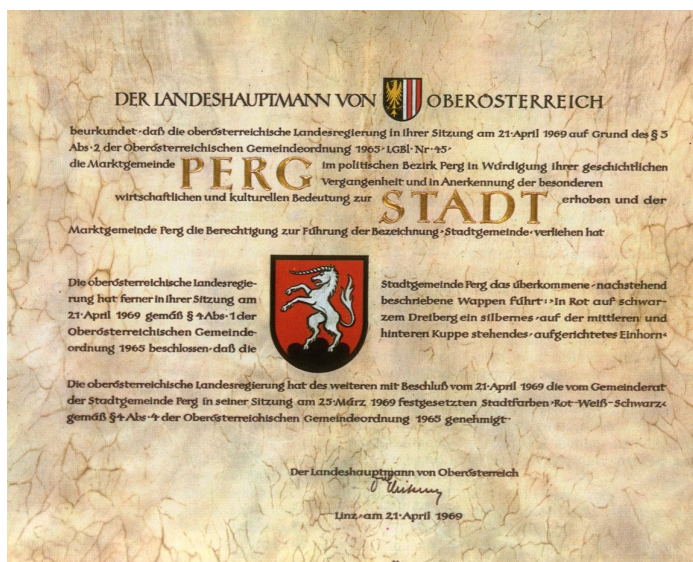 DER LANDESHAUPTMANN VON OBERÖSTERREICH
beurkundet·daß die oberösterreichische Landesregierung in ihrer Sitzung am 21·April 1969 auf Grund des § 5
Abs·2 der Oberösterreichischen Gemeindeordnung 1965·LGBl·Nr·45·
die Marktgemeinde PERG im politischen Bezirk Perg in Würdigung ihrer geschichtlichen
Vergangenheit und in Anerkennung der besonderen
wirtschaftlichen und kulturellen Bedeutung zur STADT erhoben und der
Marktgemeinde Perg die Berechtigung zur Führung der Bezeichnung·Stadtgemeinde·verliehen hat
Die oberösterreichische Landesregie-
rung hat ferner in ihrer Sitzung am
21·April 1969 gemäß § 4 Abs·1 der
Oberösterreichischen Gemeinde-
ordnung 1965 beschlossen·daß die
Stadtgemeinde Perg das überkommene·nachstehend
beschriebene Wappen führt:›In Rot auf schwar-
zem Dreiberg ein silbernes·auf der mittleren und
hinteren Kuppe stehendes·aufgerichtetes Einhorn‹
Die oberösterreichische Landesregierung hat des weiteren mit Beschluß vom 21·April 1969 die vom Gemeinderat
der Stadtgemeinde Perg in seiner Sitzung am 25·März 1969 festgesetzten Stadtfarben›Rot-Weiß-Schwarz‹
gemäß § 4 Abs·4 der Oberösterreichischen Gemeindeordnung 1965 genehmigt·
Der Landeshauptmann von Oberösterreich
Linz·am 21·April 1969